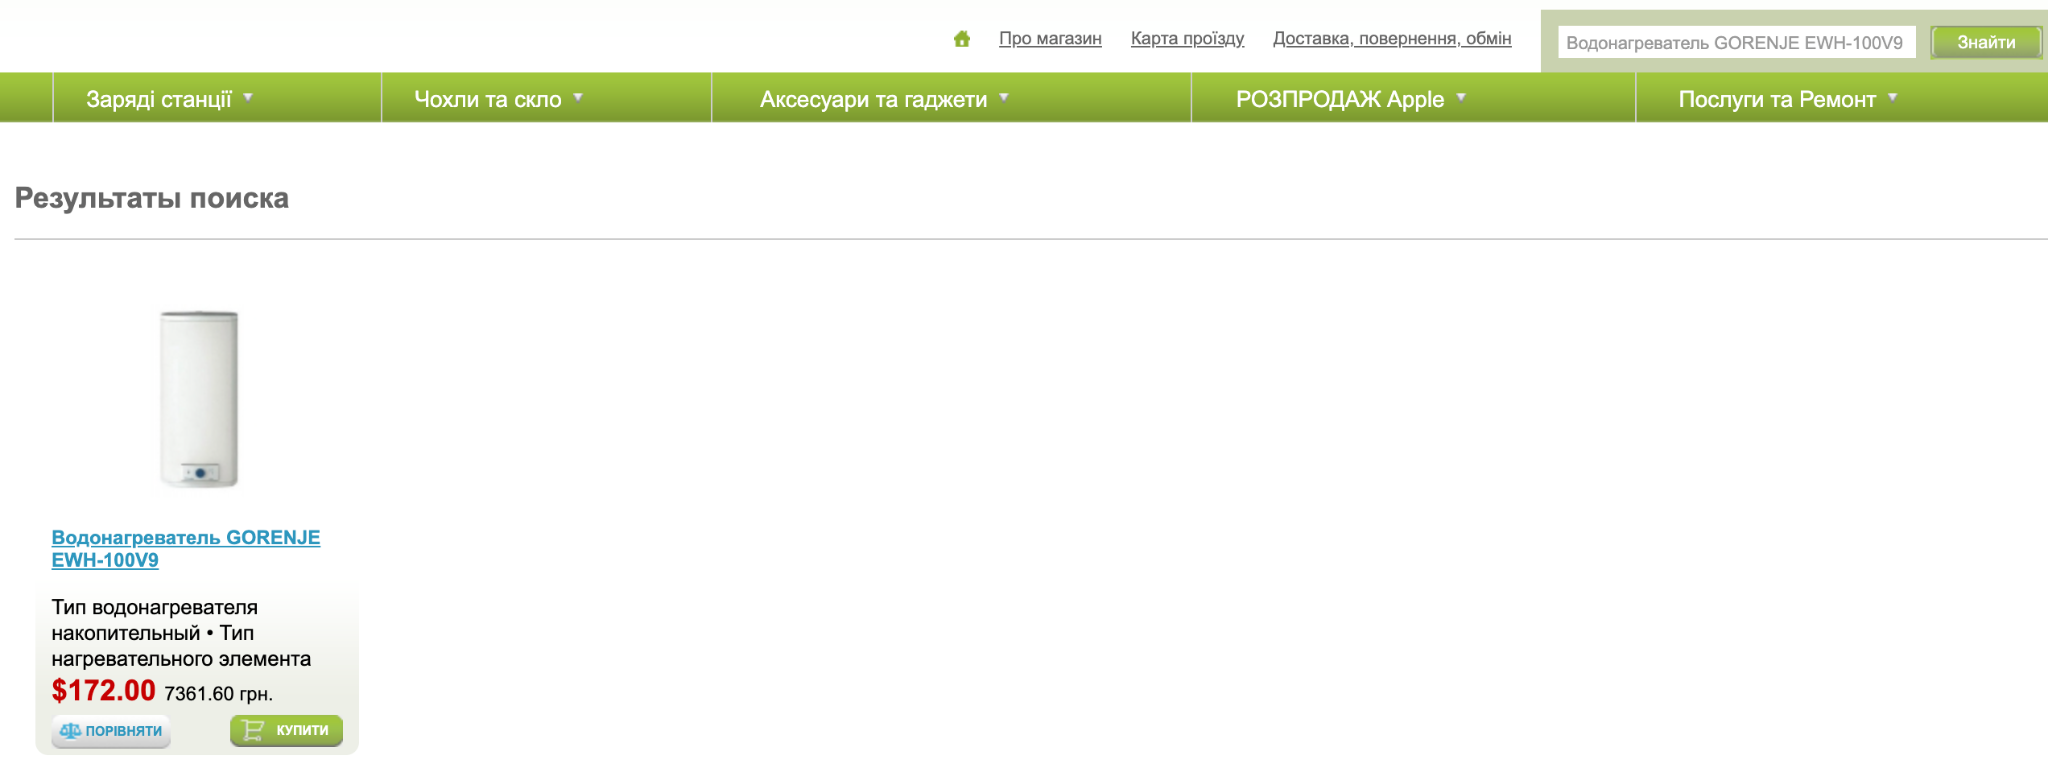 Про магазин Карта проїзду Доставка, повернення, обмін Водонагреватель GORENJE EWH-100V9 Знайти
Заряді станції Чохли та скло Аксесуари та гаджети РОЗПРОДАЖ Apple Послуги та Ремонт
Результаты поиска
Водонагреватель GORENJE
EWH-100V9
Тип водонагревателя
накопительный • Тип
нагревательного элемента
$172.00 7361.60 грн.
ПОРІВНЯТИ КУПИТИ